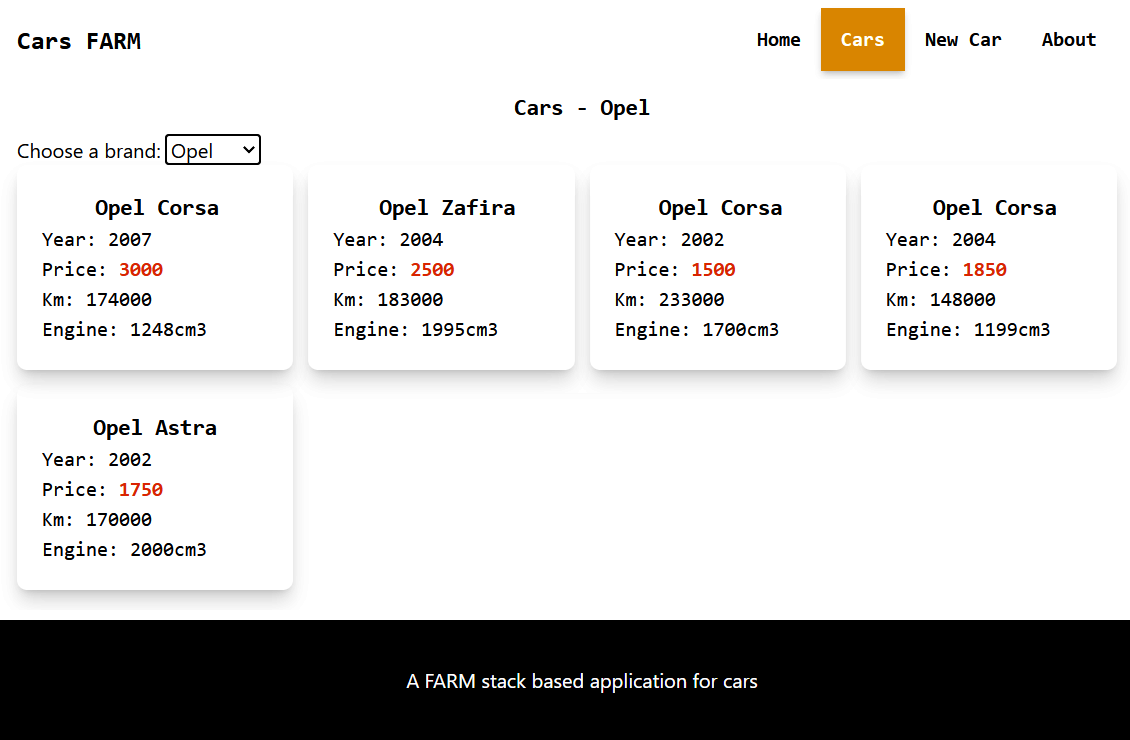 Cars FARM
Home
Cars
New Car
About
Cars - Opel
Choose a brand: Opel
Opel Corsa
Year: 2007
Price: 3000
Km: 174000
Engine: 1248cm3
Opel Zafira
Year: 2004
Price: 2500
Km: 183000
Engine: 1995cm3
Opel Corsa
Year: 2002
Price: 1500
Km: 233000
Engine: 1700cm3
Opel Corsa
Year: 2004
Price: 1850
Km: 148000
Engine: 1199cm3
Opel Astra
Year: 2002
Price: 1750
Km: 170000
Engine: 2000cm3
A FARM stack based application for cars